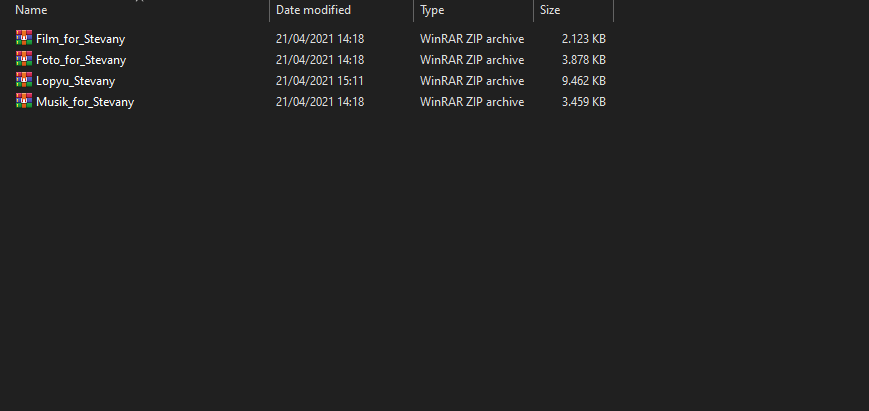 Name Date modified Type Size
Film_for_Stevany 21/04/2021 14:18 WinRAR ZIP archive 2.123 KB
Foto_for_Stevany 21/04/2021 14:18 WinRAR ZIP archive 3.878 KB
Lopyu_Stevany 21/04/2021 15:11 WinRAR ZIP archive 9.462 KB
Musik_for_Stevany 21/04/2021 14:18 WinRAR ZIP archive 3.459 KB